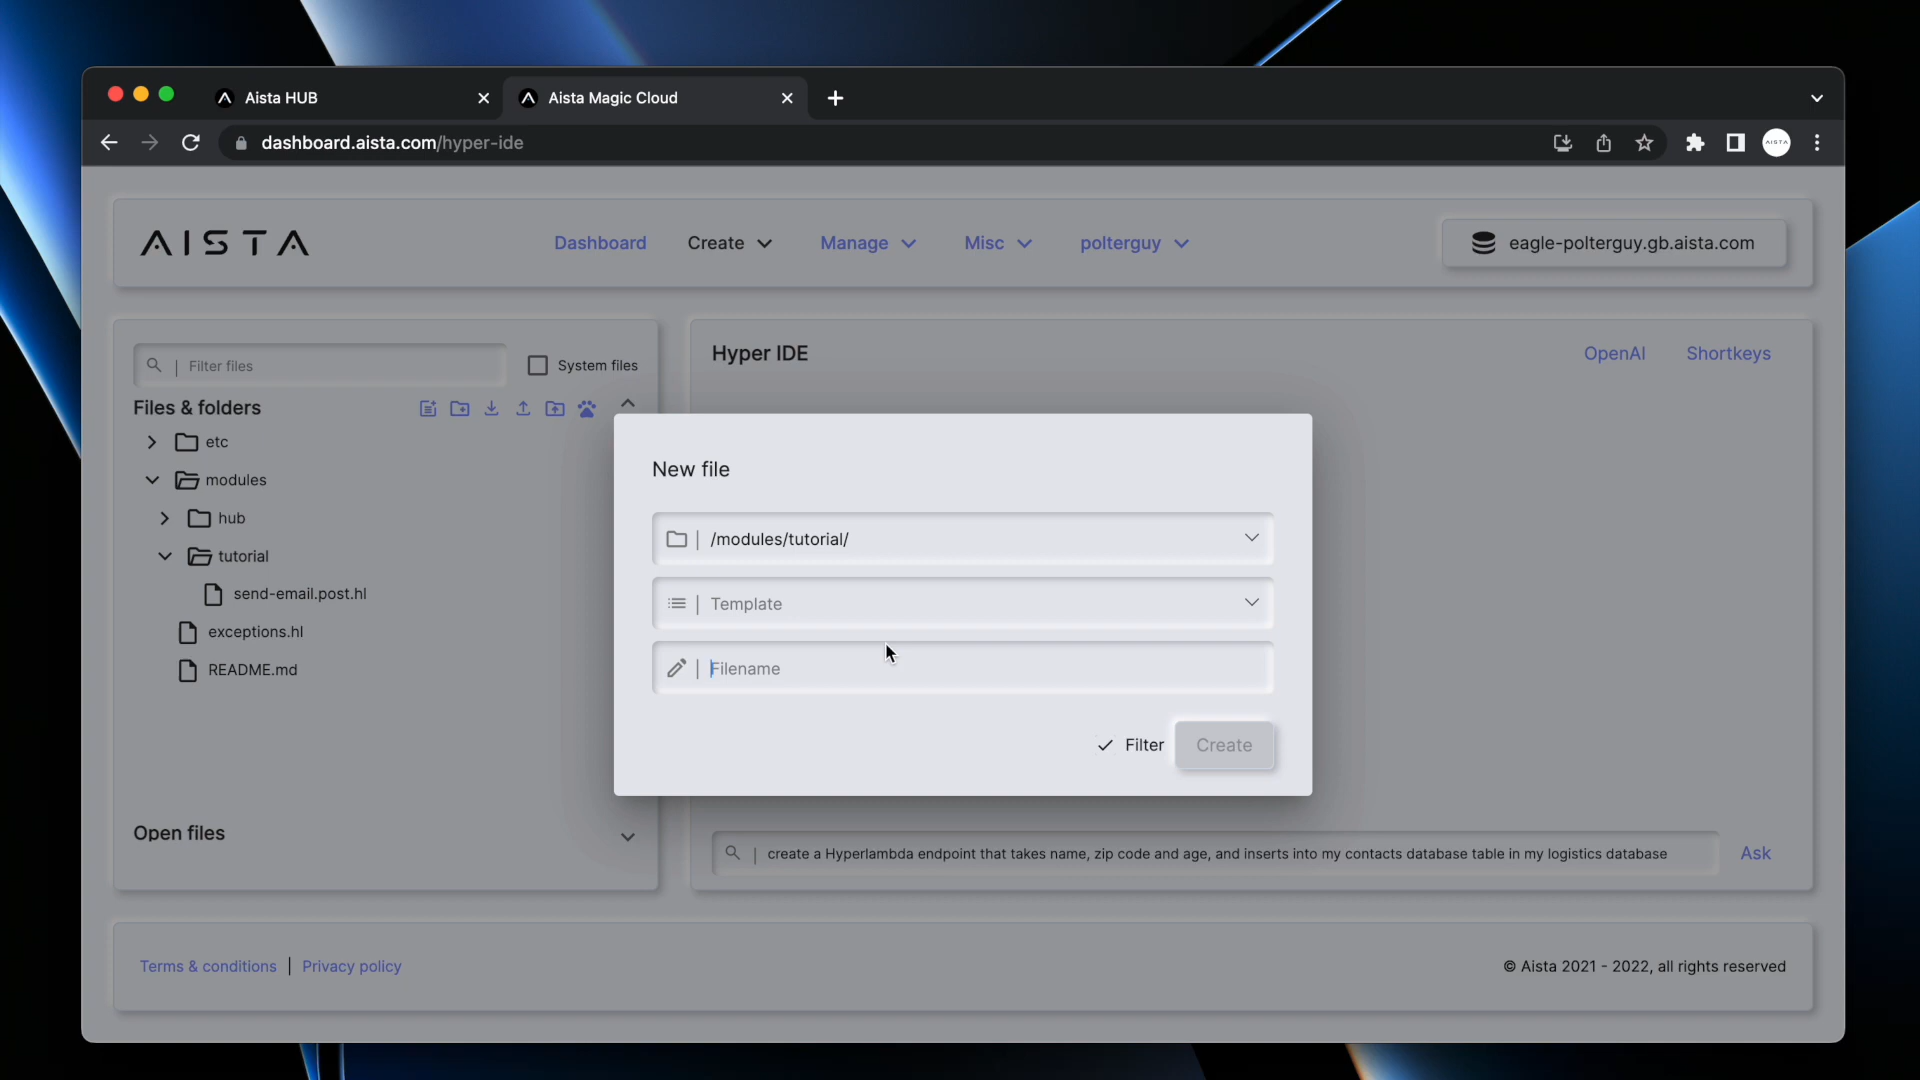 Aista HUB
Aista Magic Cloud
dashboard.aista.com/hyper-ide
AISTA
AISTA
Dashboard
Create
Manage
Misc
polterguy
eagle-polterguy.gb.aista.com
Filter files
System files
Files & folders
etc
modules
hub
tutorial
send-email.post.hl
exceptions.hl
README.md
Open files
Hyper IDE
OpenAI
Shortkeys
New file
/modules/tutorial/
Template
Filename
Filter
Create
create a Hyperlambda endpoint that takes name, zip code and age, and inserts into my contacts database table in my logistics database
Ask
Terms & conditions
Privacy policy
© Aista 2021 - 2022, all rights reserved